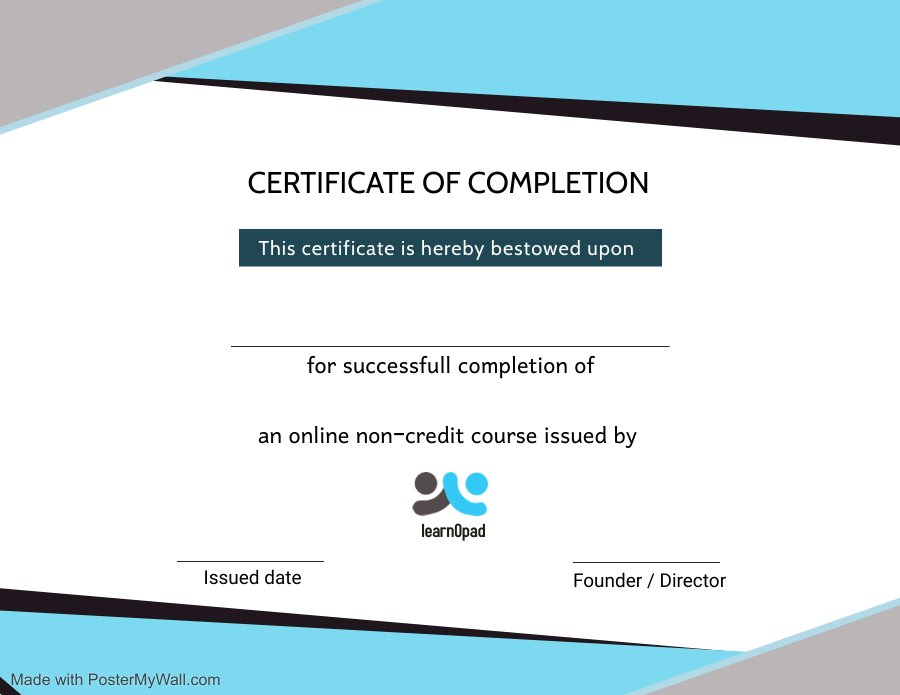 CERTIFICATE OF COMPLETION
This certificate is hereby bestowed upon
for successfull completion of
an online non-credit course issued by
learnOpad
Issued date
Founder / Director
Made with PosterMyWall.com